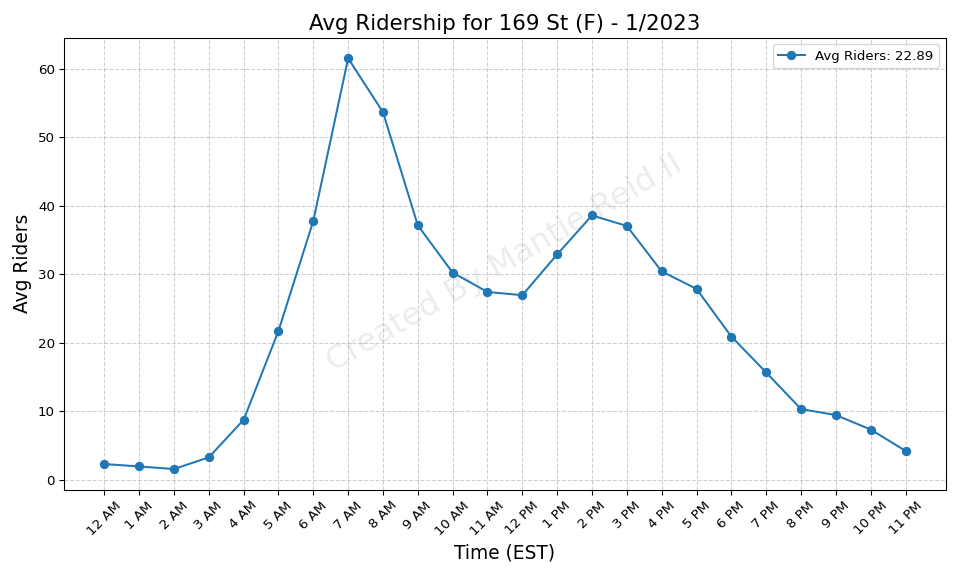 Avg Ridership for 169 St (F) - 1/2023
Avg Riders: 22.89
60
50
40
30
20
10
0
Avg Riders
Created By Mantie Reid II
12 AM 1 AM 2 AM 3 AM 4 AM 5 AM 6 AM 7 AM 8 AM 9 AM 10 AM 11 AM 12 PM 1 PM 2 PM 3 PM 4 PM 5 PM 6 PM 7 PM 8 PM 9 PM 10 PM 11 PM
Time (EST)